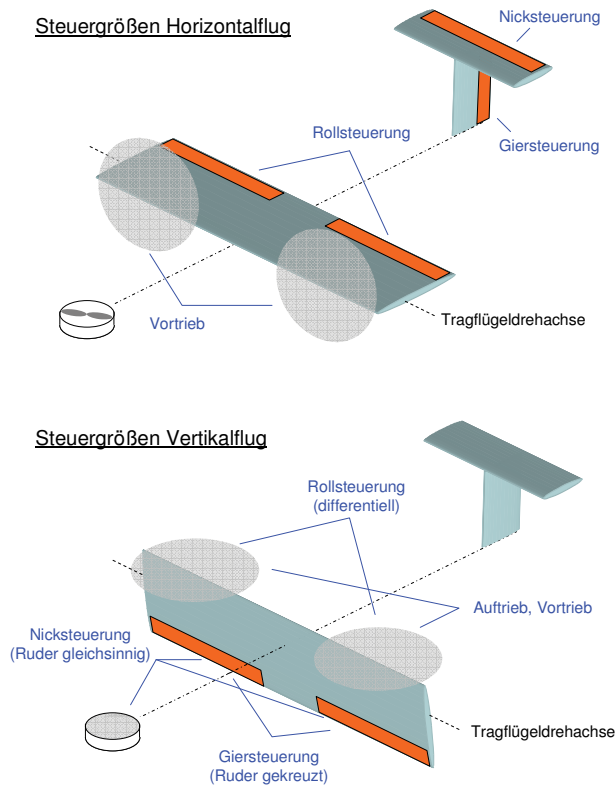 Steuergrößen Horizontalflug
Nicksteuerung
Rollsteuerung
Giersteuerung
Vortrieb
Tragflügeldrehachse
Steuergrößen Vertikalflug
Rollsteuerung
(differentiell)
Auftrieb, Vortrieb
Nicksteuerung
(Ruder gleichsinnig)
Tragflügeldrehachse
Giersteuerung
(Ruder gekreuzt)